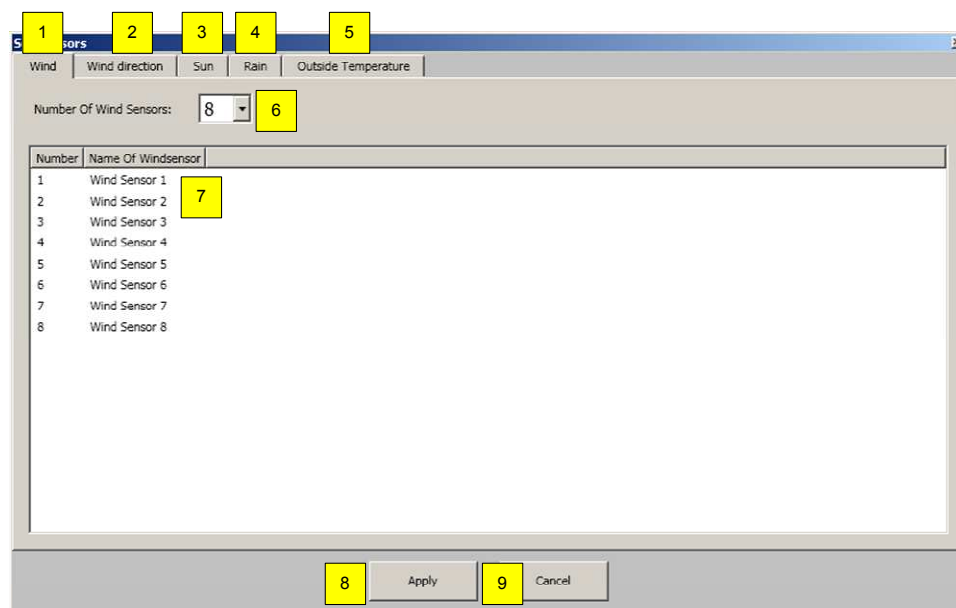 1 2 3 4 5
sors
Wind Wind direction Sun Rain Outside Temperature
Number Of Wind Sensors: 8 6
Number Name Of Windsensor
1 Wind Sensor 1
7
2 Wind Sensor 2
3 Wind Sensor 3
4 Wind Sensor 4
5 Wind Sensor 5
6 Wind Sensor 6
7 Wind Sensor 7
8 Wind Sensor 8
8 Apply 9 Cancel